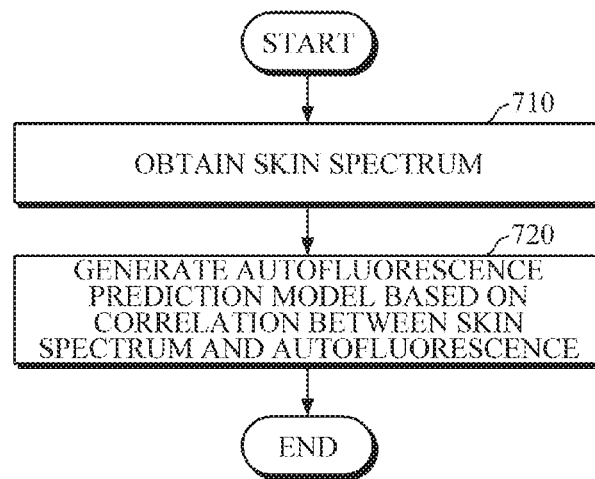 START
710
OBTAIN SKIN SPECTRUM
720
GENERATE AUTOFLUORESCENCE
PREDICTION MODEL BASED ON
CORRELATION BETWEEN SKIN
SPECTRUM AND AUTOFLUORESCENCE
END